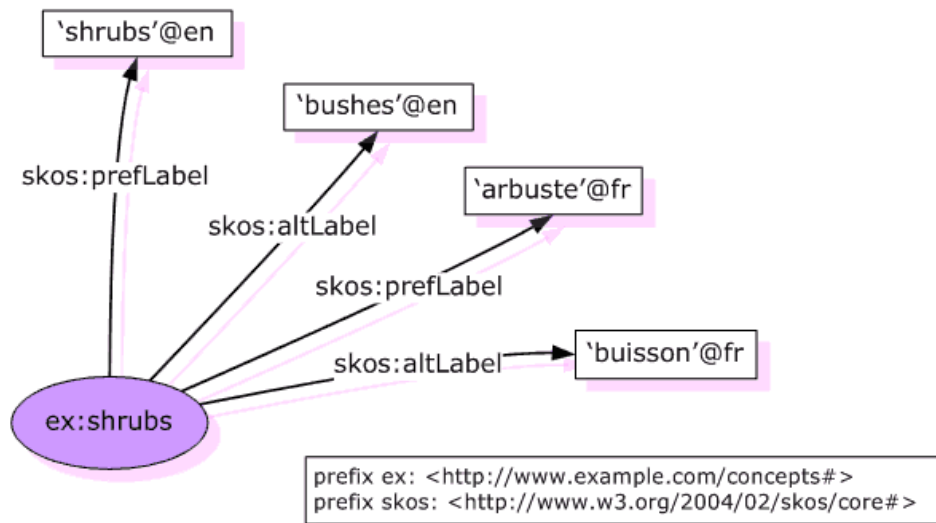 ‘shrubs’@en
‘bushes’@en
skos:prefLabel
‘arbuste’@fr
skos:altLabel
skos:prefLabel
‘buisson’@fr
skos:altLabel
ex:shrubs
prefix ex: <http://www.example.com/concepts#>
prefix skos: <http://www.w3.org/2004/02/skos/core#>